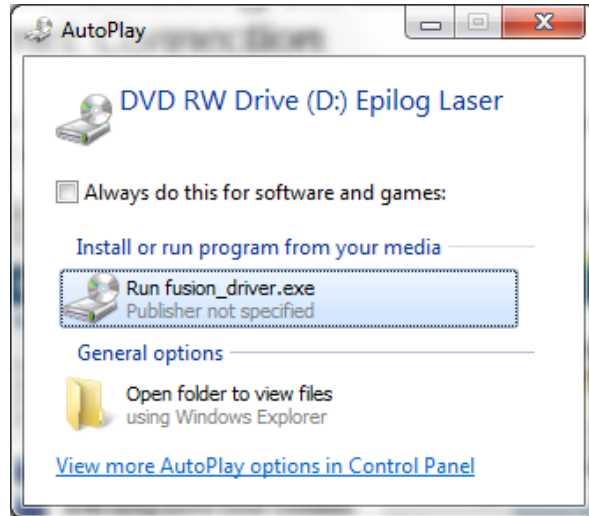 AutoPlay
DVD RW Drive (D:) Epilog Laser
Always do this for software and games:
Install or run program from your media
Run fusion_driver.exe
Publisher not specified
General options
Open folder to view files
using Windows Explorer
View more AutoPlay options in Control Panel